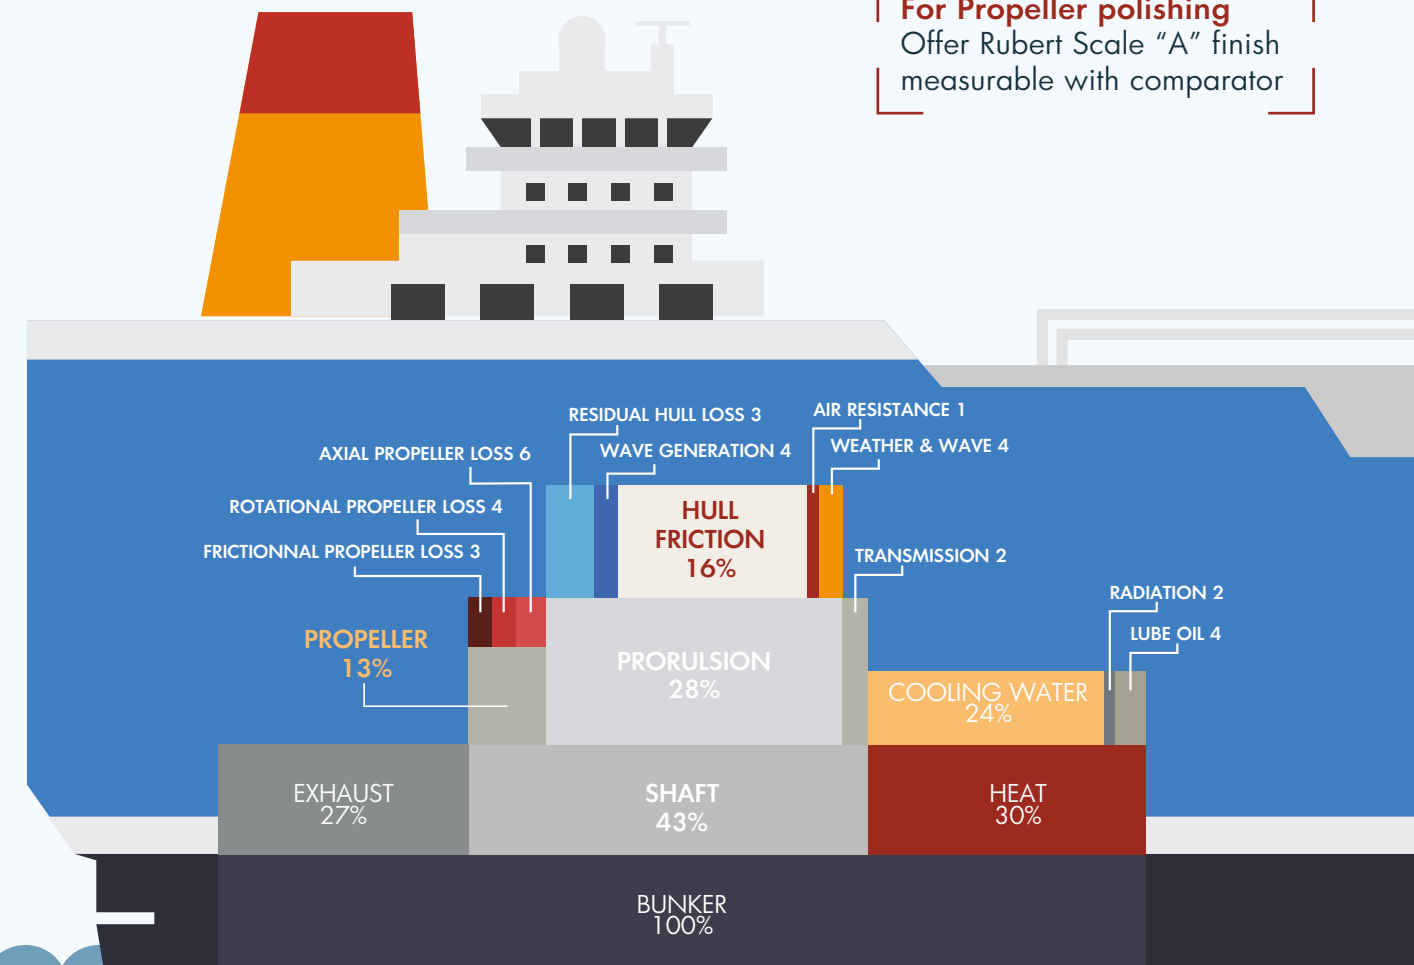 For Propeller polishing
Offer Rubert Scale “A” finish
measurable with comparator
RESIDUAL HULL LOSS 3
AIR RESISTANCE 1
AXIAL PROPELLER LOSS 6
WAVE GENERATION 4
WEATHER & WAVE 4
ROTATIONAL PROPELLER LOSS 4
FRICTIONNAL PROPELLER LOSS 3
HULL
FRICTION
16%
TRANSMISSION 2
RADIATION 2
LUBE OIL 4
PROPELLER
13%
PRORULSION
28%
COOLING WATER
24%
EXHAUST
27%
SHAFT
43%
HEAT
30%
BUNKER
100%